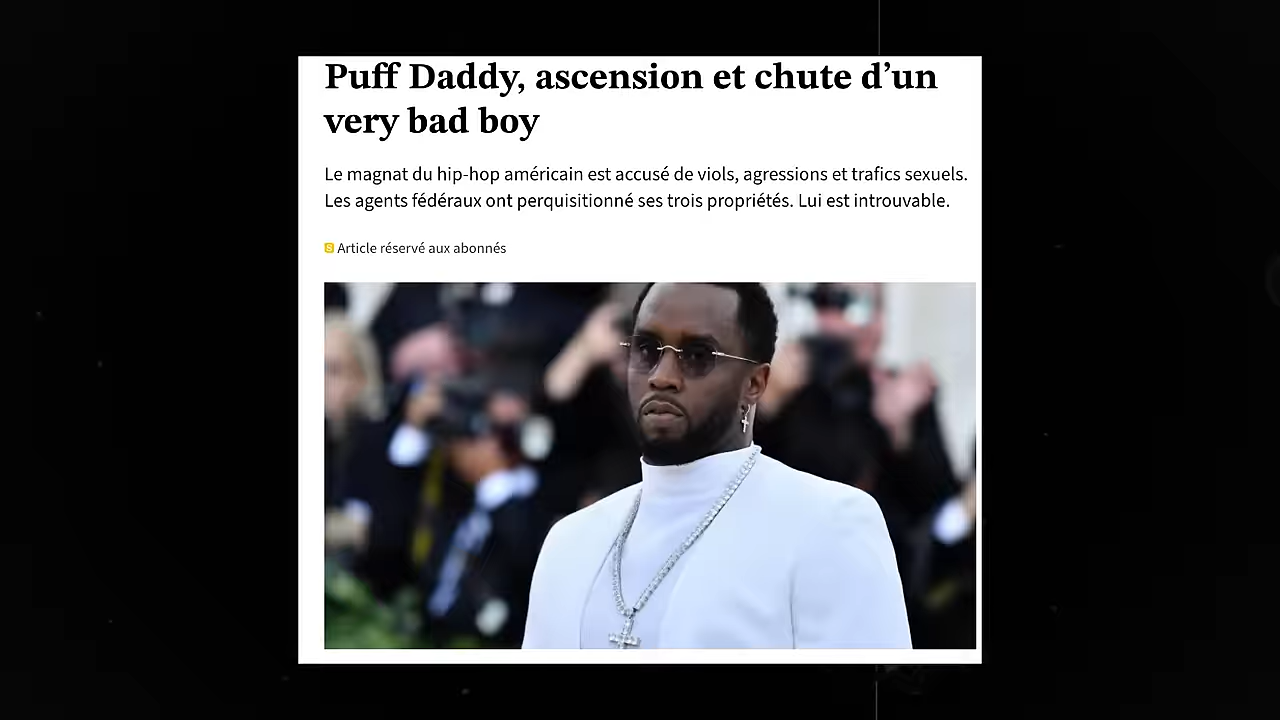 Puff Daddy, ascension et chute d’un
very bad boy
Le magnat du hip-hop américain est accusé de viols, agressions et trafics sexuels.
Les agents fédéraux ont perquisitionné ses trois propriétés. Lui est introuvable.
S Article réservé aux abonnés